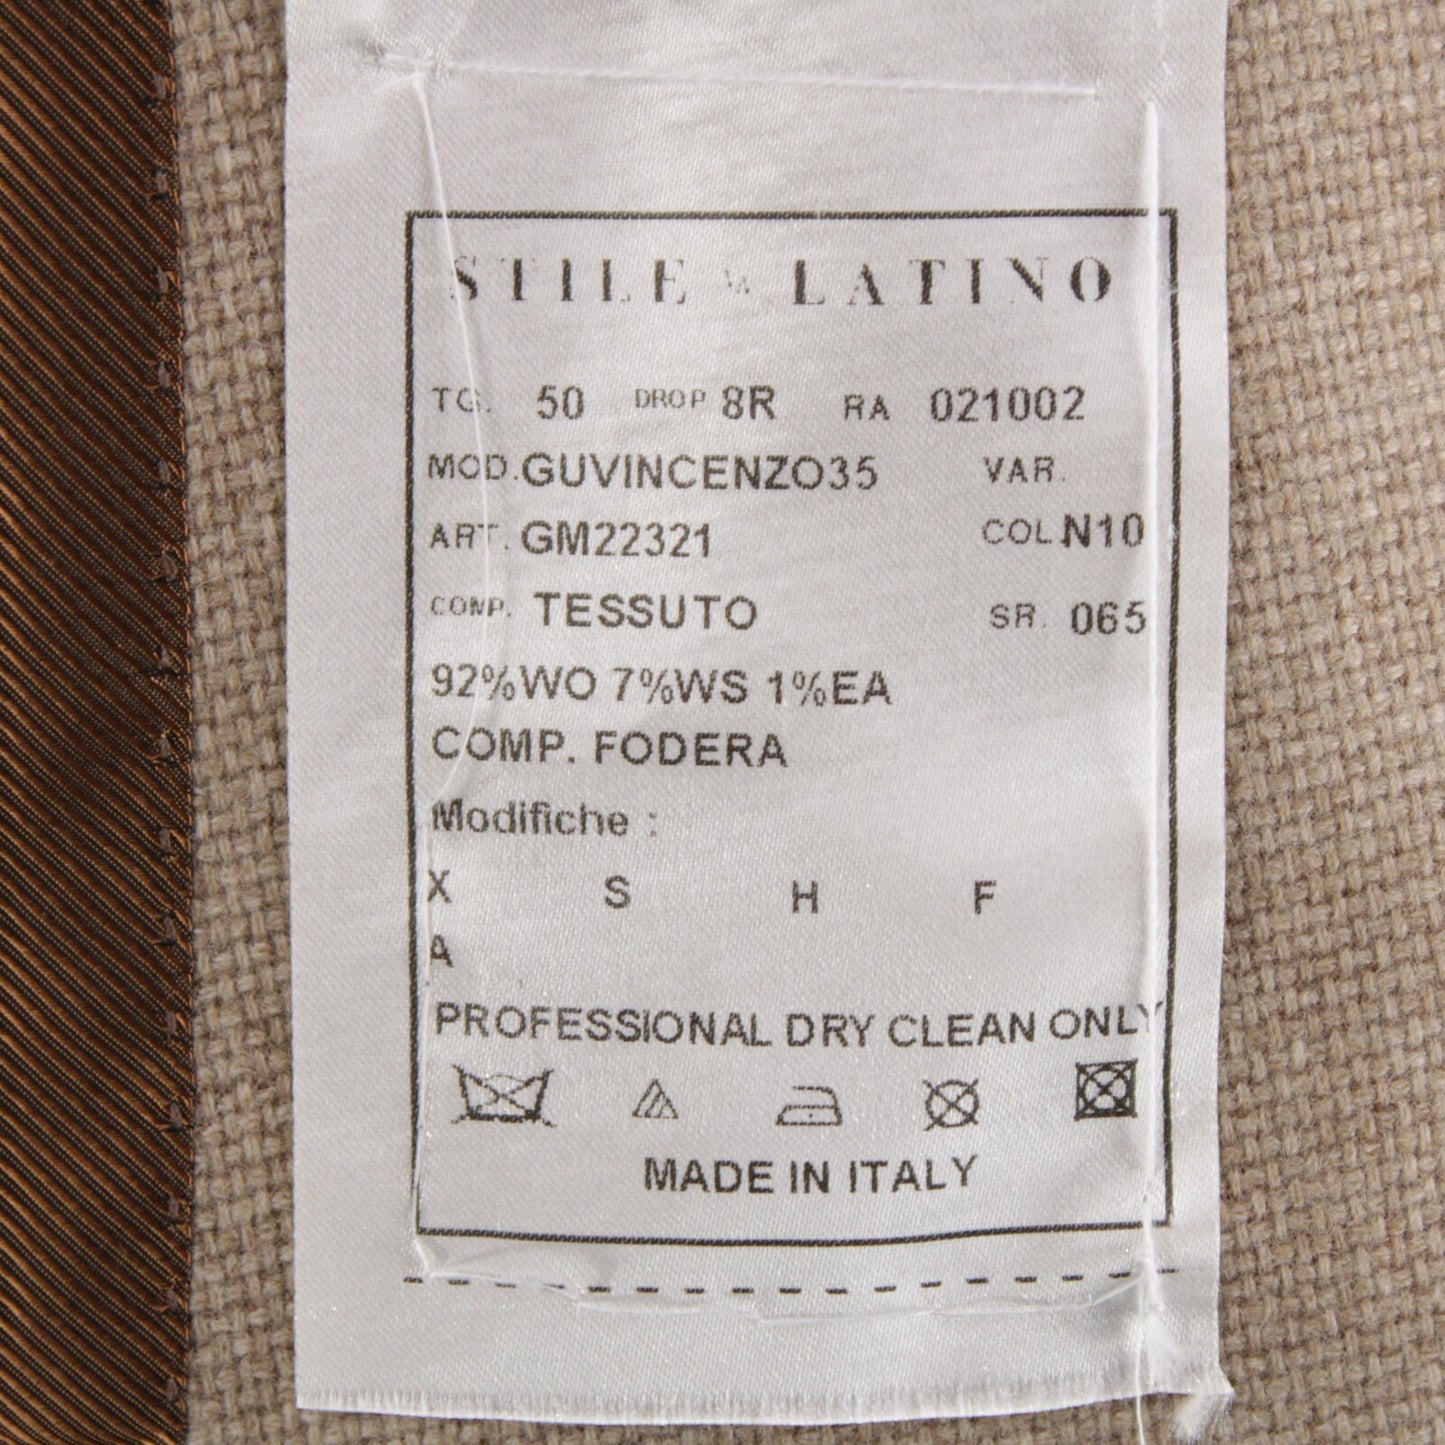 STILE LATINO
TG. 50 DROP 8R RA 021002
MOD. GUVINCENZO35 VAR.
ART. GM22321 COL. N10
COMP. TESSUTO SR. 065
92%WO 7%WS 1%EA
COMP. FODERA
Modifiche :
X S H F
A
PROFESSIONAL DRY CLEAN ONLY
MADE IN ITALY